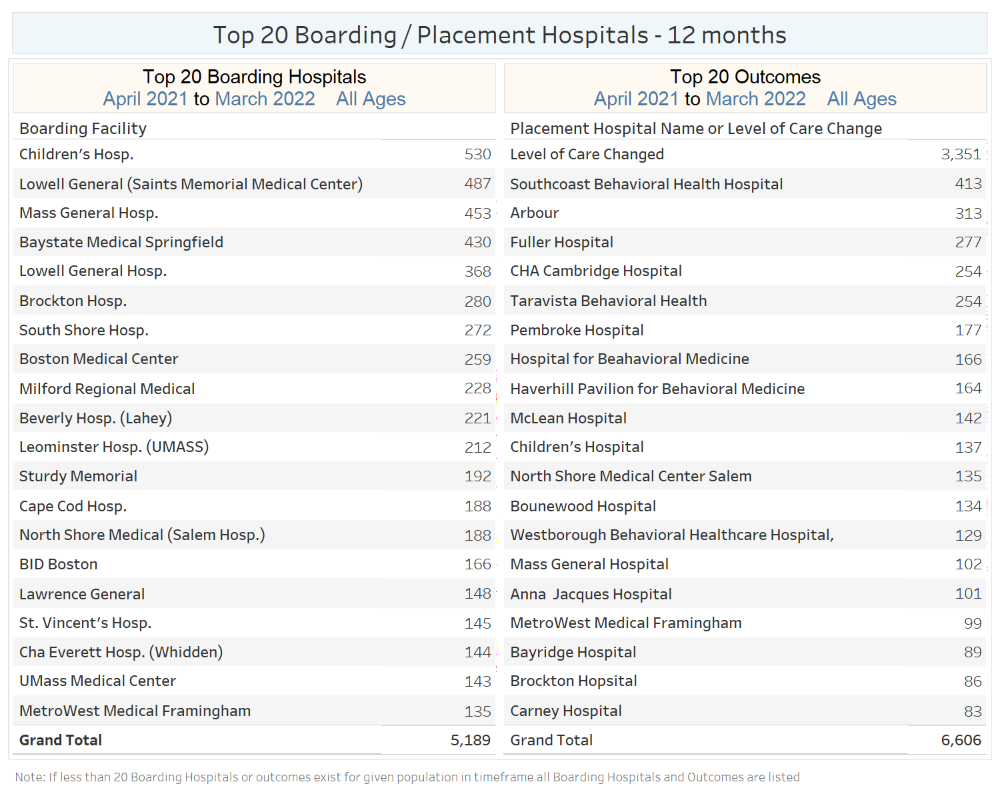 Top 20 Boarding / Placement Hospitals - 12 months
Top 20 Boarding Hospitals
April 2021 to March 2022 All Ages
Boarding Facility
Children's Hosp. 530
Lowell General (Saints Memorial Medical Center) 487
Mass General Hosp. 453
Baystate Medical Springfield 430
Lowell General Hosp. 368
Brockton Hosp. 280
South Shore Hosp. 272
Boston Medical Center 259
Milford Regional Medical 228
Beverly Hosp. (Lahey) 221
Leominster Hosp. (UMASS) 212
Sturdy Memorial 192
Cape Cod Hosp. 188
North Shore Medical (Salem Hosp.) 188
BID Boston 166
Lawrence General 148
St. Vincent's Hosp. 145
Cha Everett Hosp. (Whidden) 144
UMass Medical Center 143
MetroWest Medical Framingham 135
Grand Total 5,189
Top 20 Outcomes
April 2021 to March 2022 All Ages
Placement Hospital Name or Level of Care Change
Level of Care Changed 3,351
Southcoast Behavioral Health Hospital 413
Arbour 313
Fuller Hospital 277
CHA Cambridge Hospital 254
Taravista Behavioral Health 254
Pembroke Hospital 177
Hospital for Beahavioral Medicine 166
Haverhill Pavilion for Behavioral Medicine 164
McLean Hospital 142
Children's Hospital 137
North Shore Medical Center Salem 135
Bounewood Hospital 134
Westborough Behavioral Healthcare Hospital, 129
Mass General Hospital 102
Anna  Jacques Hospital 101
MetroWest Medical Framingham 99
Bayridge Hospital 89
Brockton Hopsital 86
Carney Hospital 83
Grand Total 6,606
Note: If less than 20 Boarding Hospitals or outcomes exist for given population in timeframe all Boarding Hospitals and Outcomes are listed